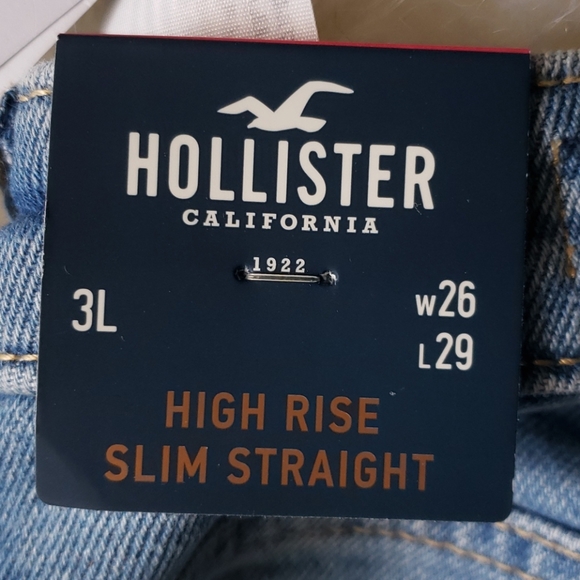 HOLLISTER
CALIFORNIA
1922
3L
W26
L29
HIGH RISE
SLIM STRAIGHT